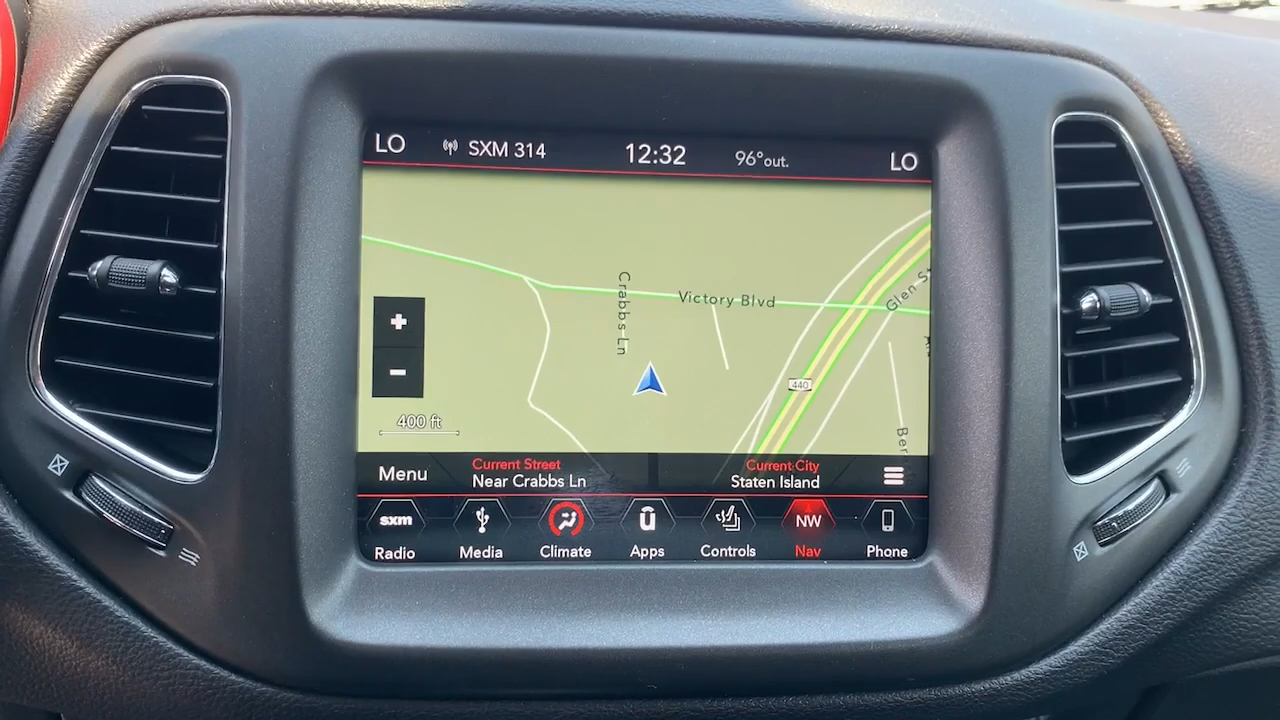 LO
SXM 314
12:32
96°out.
LO
Crabbs Ln
Victory Blvd
Glen
440
+
-
400 ft
Menu
Current Street
Near Crabbs Ln
Current City
Staten Island
sxm
NW
Radio
Media
Climate
Apps
Controls
Nav
Phone